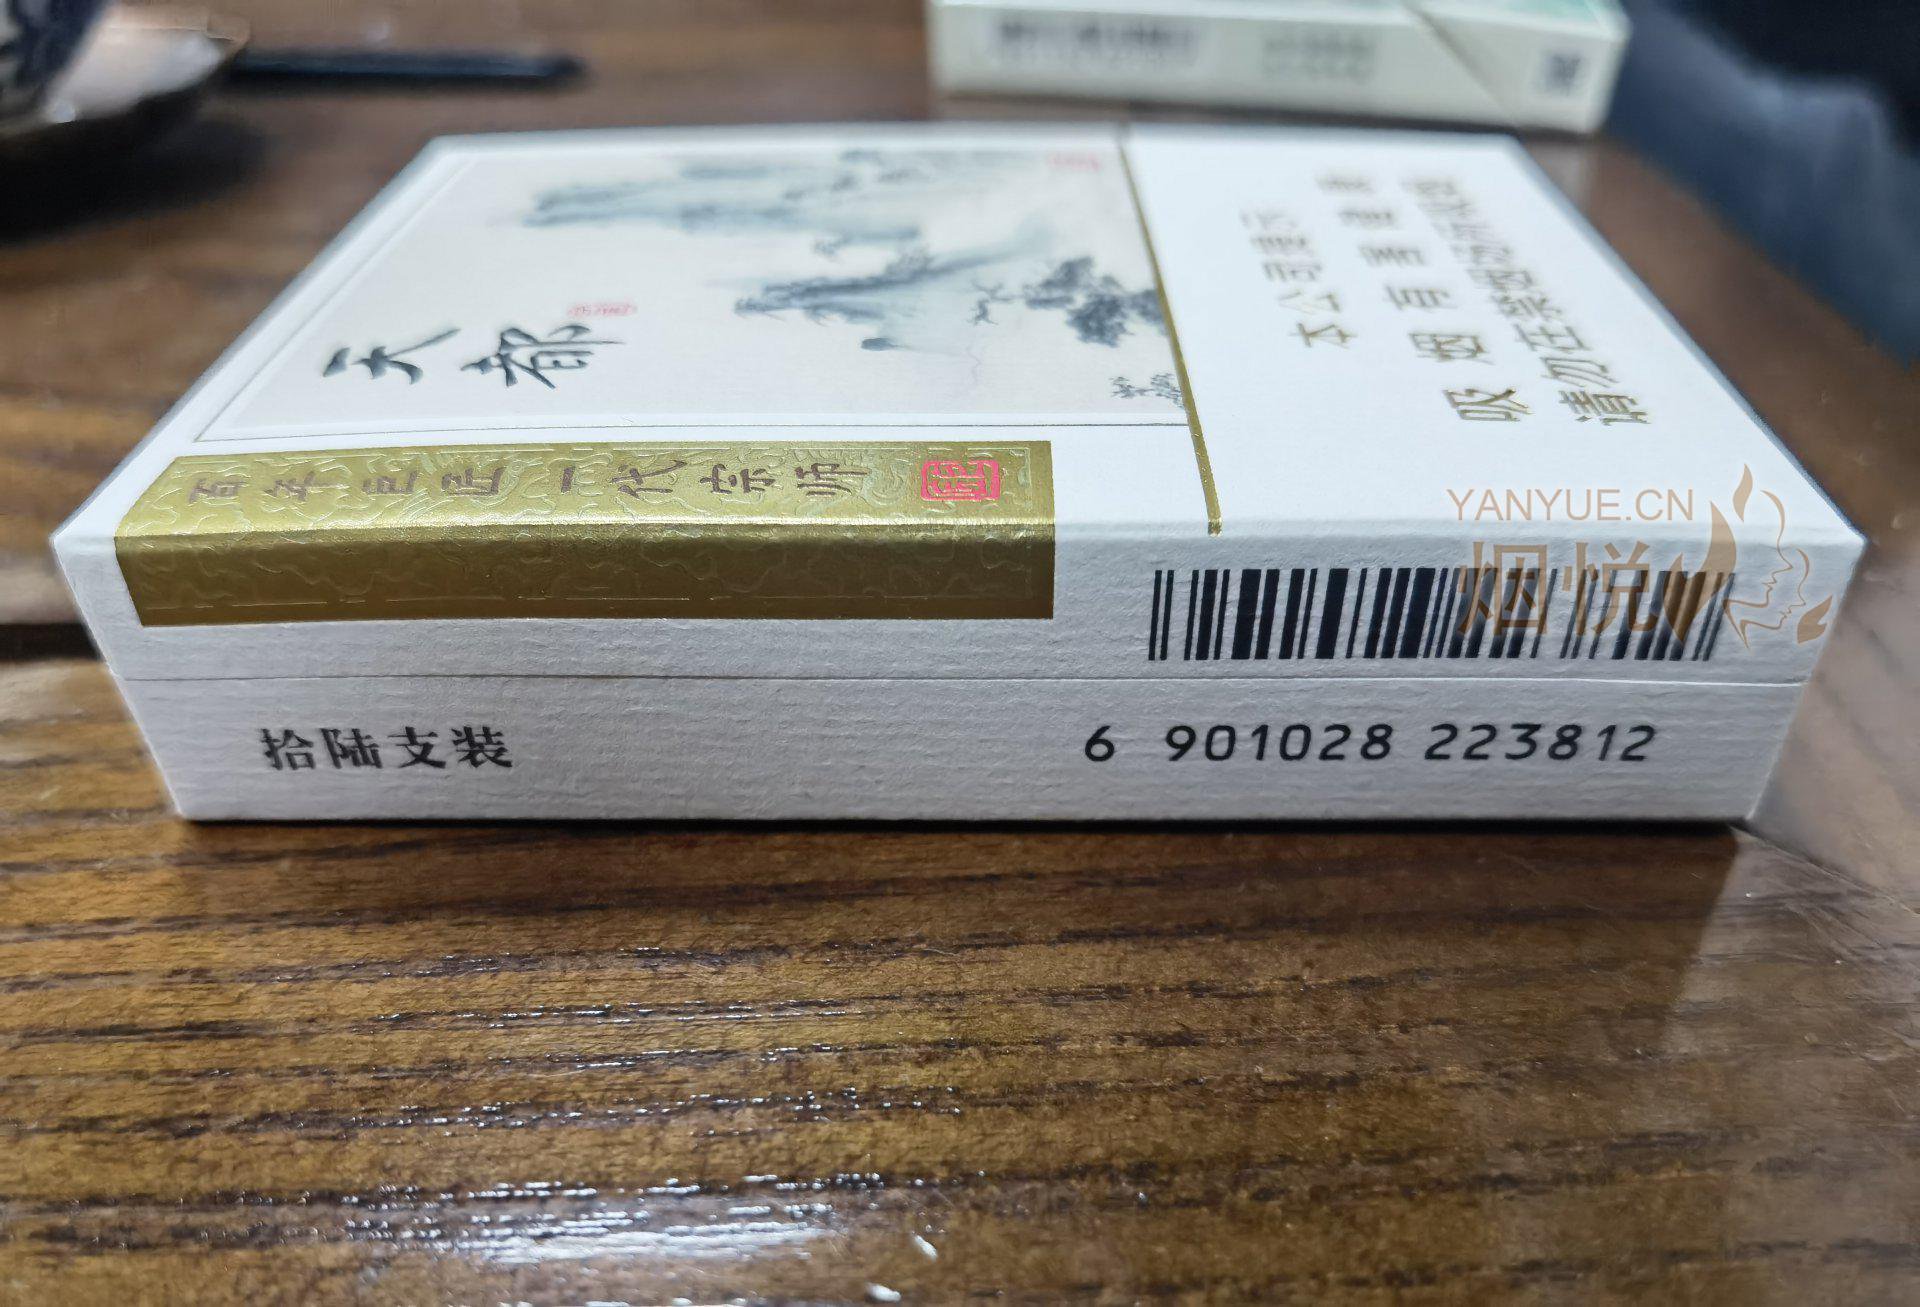 天都
百年巨匠 一代宗师
本公司提示
吸烟有害健康
请勿在禁烟场所吸烟
YANYUE.CN
烟悦
拾陆支装
6 901028 223812